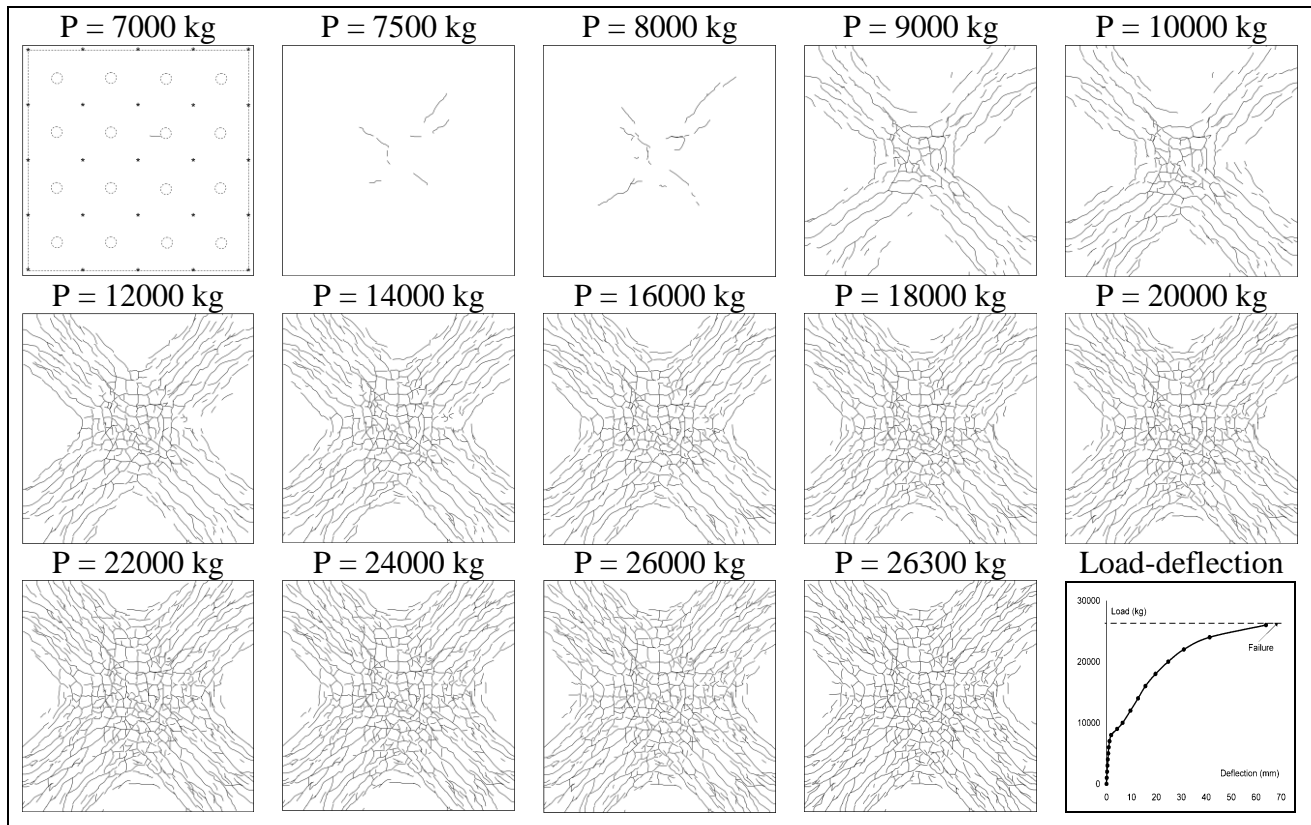 P = 7000 kg
P = 7500 kg
P = 8000 kg
P = 9000 kg
P = 10000 kg
P = 12000 kg
P = 14000 kg
P = 16000 kg
P = 18000 kg
P = 20000 kg
P = 22000 kg
P = 24000 kg
P = 26000 kg
P = 26300 kg
Load-deflection
30000
Load (kg)
Failure
20000
10000
Deflection (mm)
0
0 10 20 30 40 50 60 70